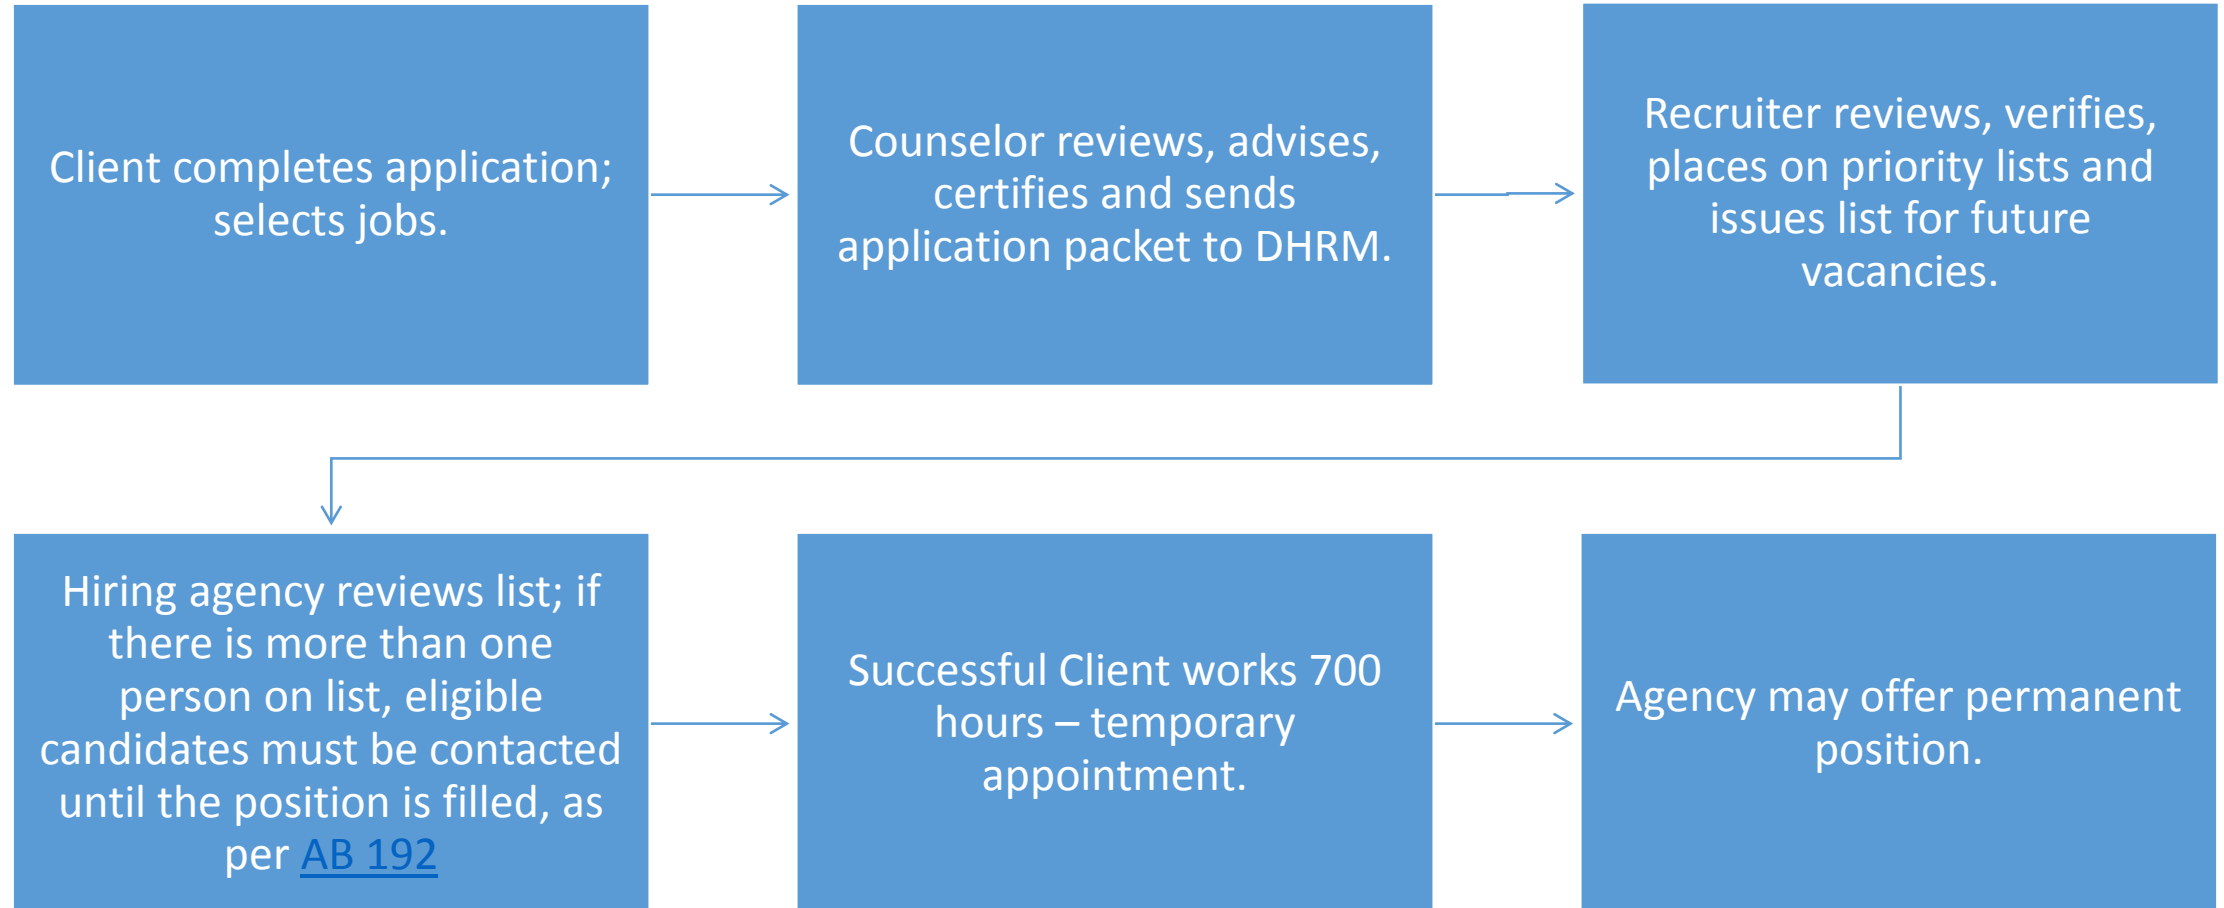 Client completes application;
selects jobs.
Counselor reviews, advises,
certifies and sends
application packet to DHRM.
Recruiter reviews, verifies,
places on priority lists and
issues list for future
vacancies.
Hiring agency reviews list; if
there is more than one
person on list, eligible
candidates must be contacted
until the position is filled, as
per AB 192
Successful Client works 700
hours – temporary
appointment.
Agency may offer permanent
position.